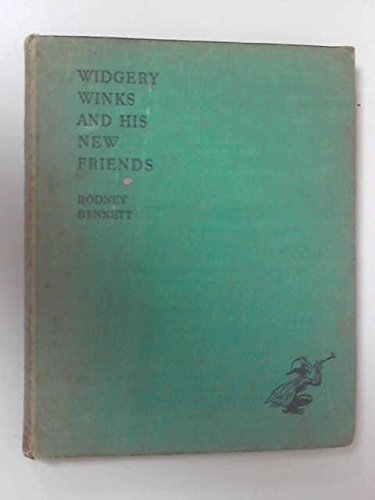 WIDGERY
WINKS
AND HIS
NEW
FRIENDS
RODNEY
BENNETT